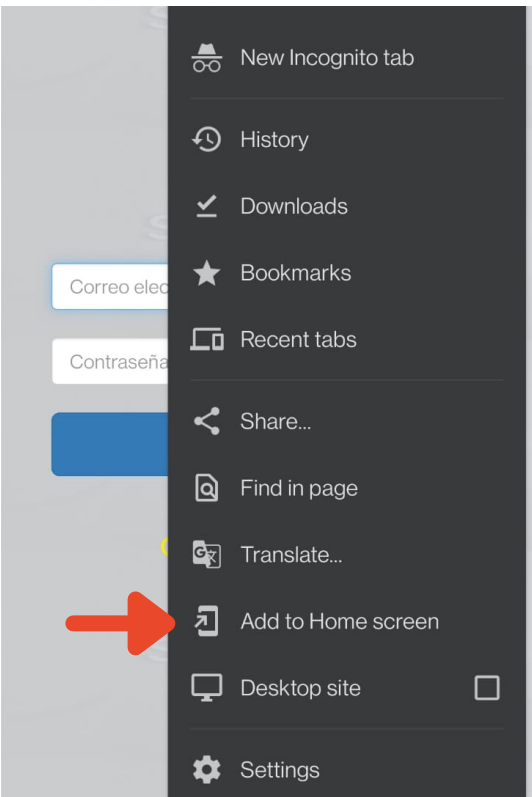 New Incognito tab
History
Downloads
Bookmarks
Correo elec
Recent tabs
Contraseña
Share...
Find in page
Translate...
Add to Home screen
Desktop site
Settings